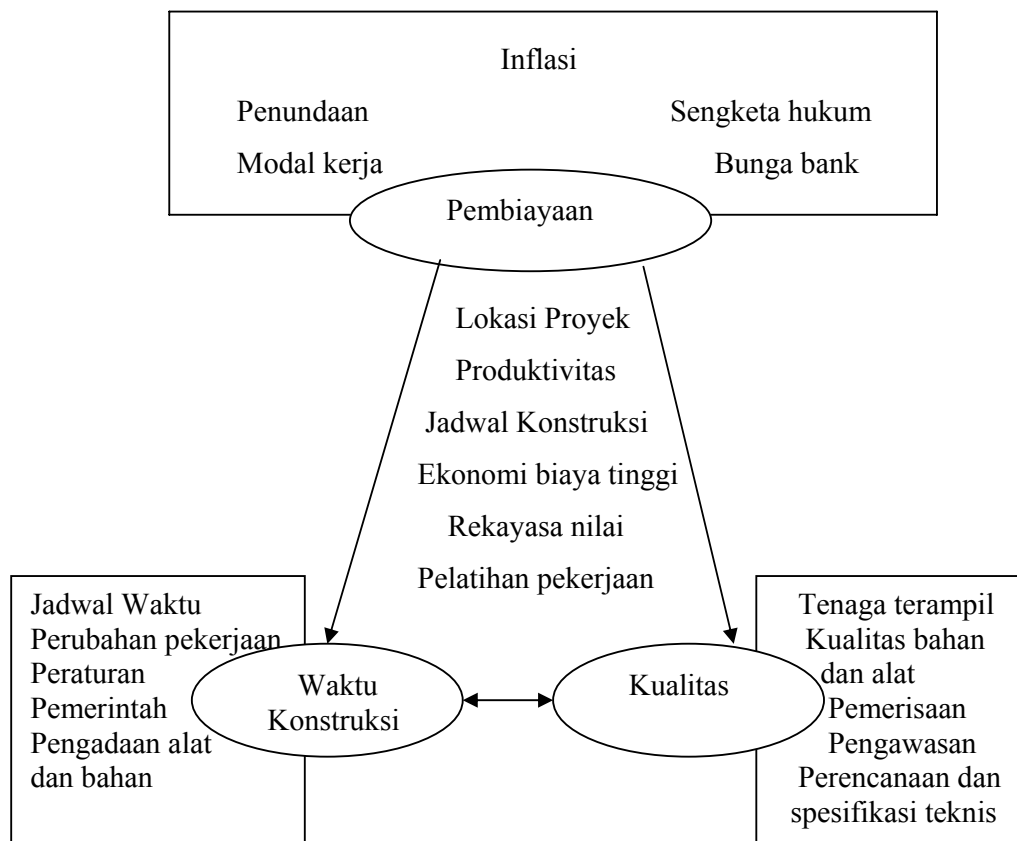 Inflasi
Penundaan
Sengketa hukum
Modal kerja
Bunga bank
Pembiayaan
Lokasi Proyek
Produktivitas
Jadwal Konstruksi
Ekonomi biaya tinggi
Rekayasa nilai
Pelatihan pekerjaan
Jadwal Waktu
Perubahan pekerjaan
Peraturan
Pemerintah
Pengadaan alat
dan bahan
Waktu
Konstruksi
Kualitas
Tenaga terampil
Kualitas bahan
dan alat
Pemerisaan
Pengawasan
Perencanaan dan
spesifikasi teknis